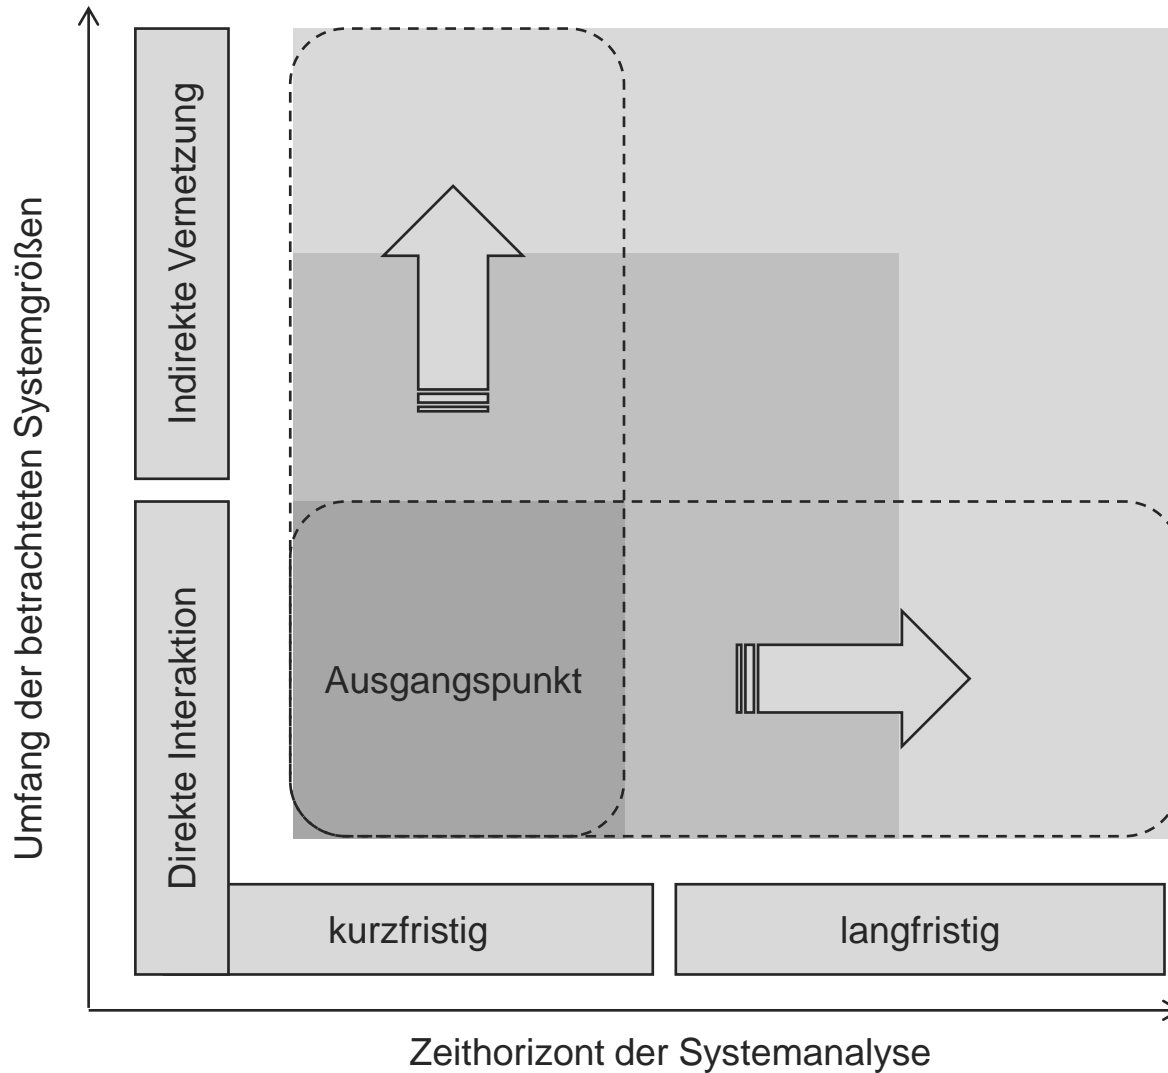 Umfang der betrachteten Systemgrößen
Indirekte Vernetzung
Direkte Interaktion
Ausgangspunkt
kurzfristig
langfristig
Zeithorizont der Systemanalyse